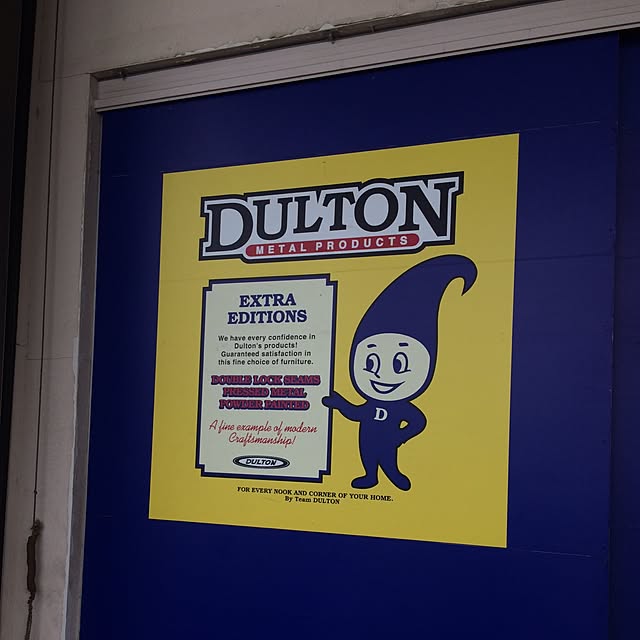 DULTON
METAL PRODUCTS
EXTRA
EDITIONS
We have every confidence in
Dulton's products!
Guaranteed satisfaction in
this fine choice of furniture.
DOUBLE LOCK SEAMS
PRESSED METAL
POWDER PAINTED
A fine example of modern
Craftsmanship!
DULTON
D
FOR EVERY NOOK AND CORNER OF YOUR HOME.
By Team DULTON